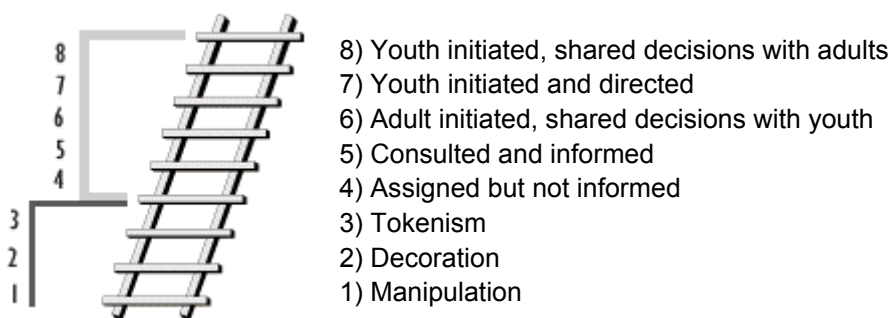 8 8) Youth initiated, shared decisions with adults
7 7) Youth initiated and directed
6 6) Adult initiated, shared decisions with youth
5 5) Consulted and informed
4 4) Assigned but not informed
3 3) Tokenism
2 2) Decoration
1 1) Manipulation